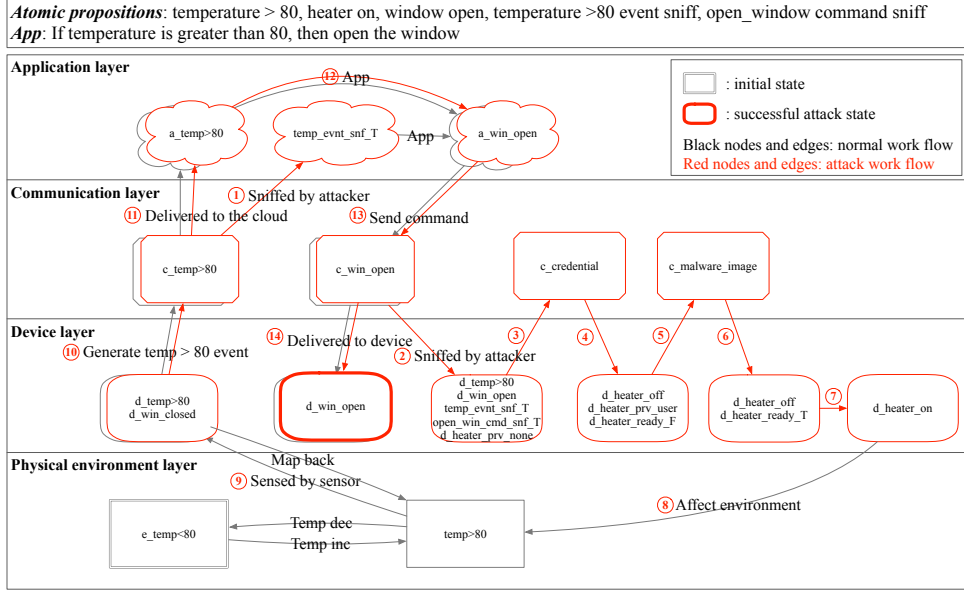 Atomic propositions: temperature > 80, heater on, window open, temperature >80 event sniff, open_window command sniff
App: If temperature is greater than 80, then open the window
Application layer
: initial state
: successful attack state
Black nodes and edges: normal work flow
Red nodes and edges: attack work flow
12 App
a_temp>80
temp_evnt_snf_T
App
a_win_open
Communication layer
1 Sniffed by attacker
11 Delivered to the cloud
13 Send command
c_temp>80
c_win_open
c_credential
c_malware_image
Device layer
10 Generate temp > 80 event
14 Delivered to device
2 Sniffed by attacker
3
4
5
6
7
d_temp>80
d_win_closed
d_win_open
d_temp>80
d_win_open
temp_evnt_snf_T
open_win_cmd_snf_T
d_heater_prv_none
d_heater_off
d_heater_prv_user
d_heater_ready_F
d_heater_off
d_heater_ready_T
d_heater_on
Physical environment layer
Map back
9 Sensed by sensor
8 Affect environment
e_temp<80
Temp dec
Temp inc
temp>80